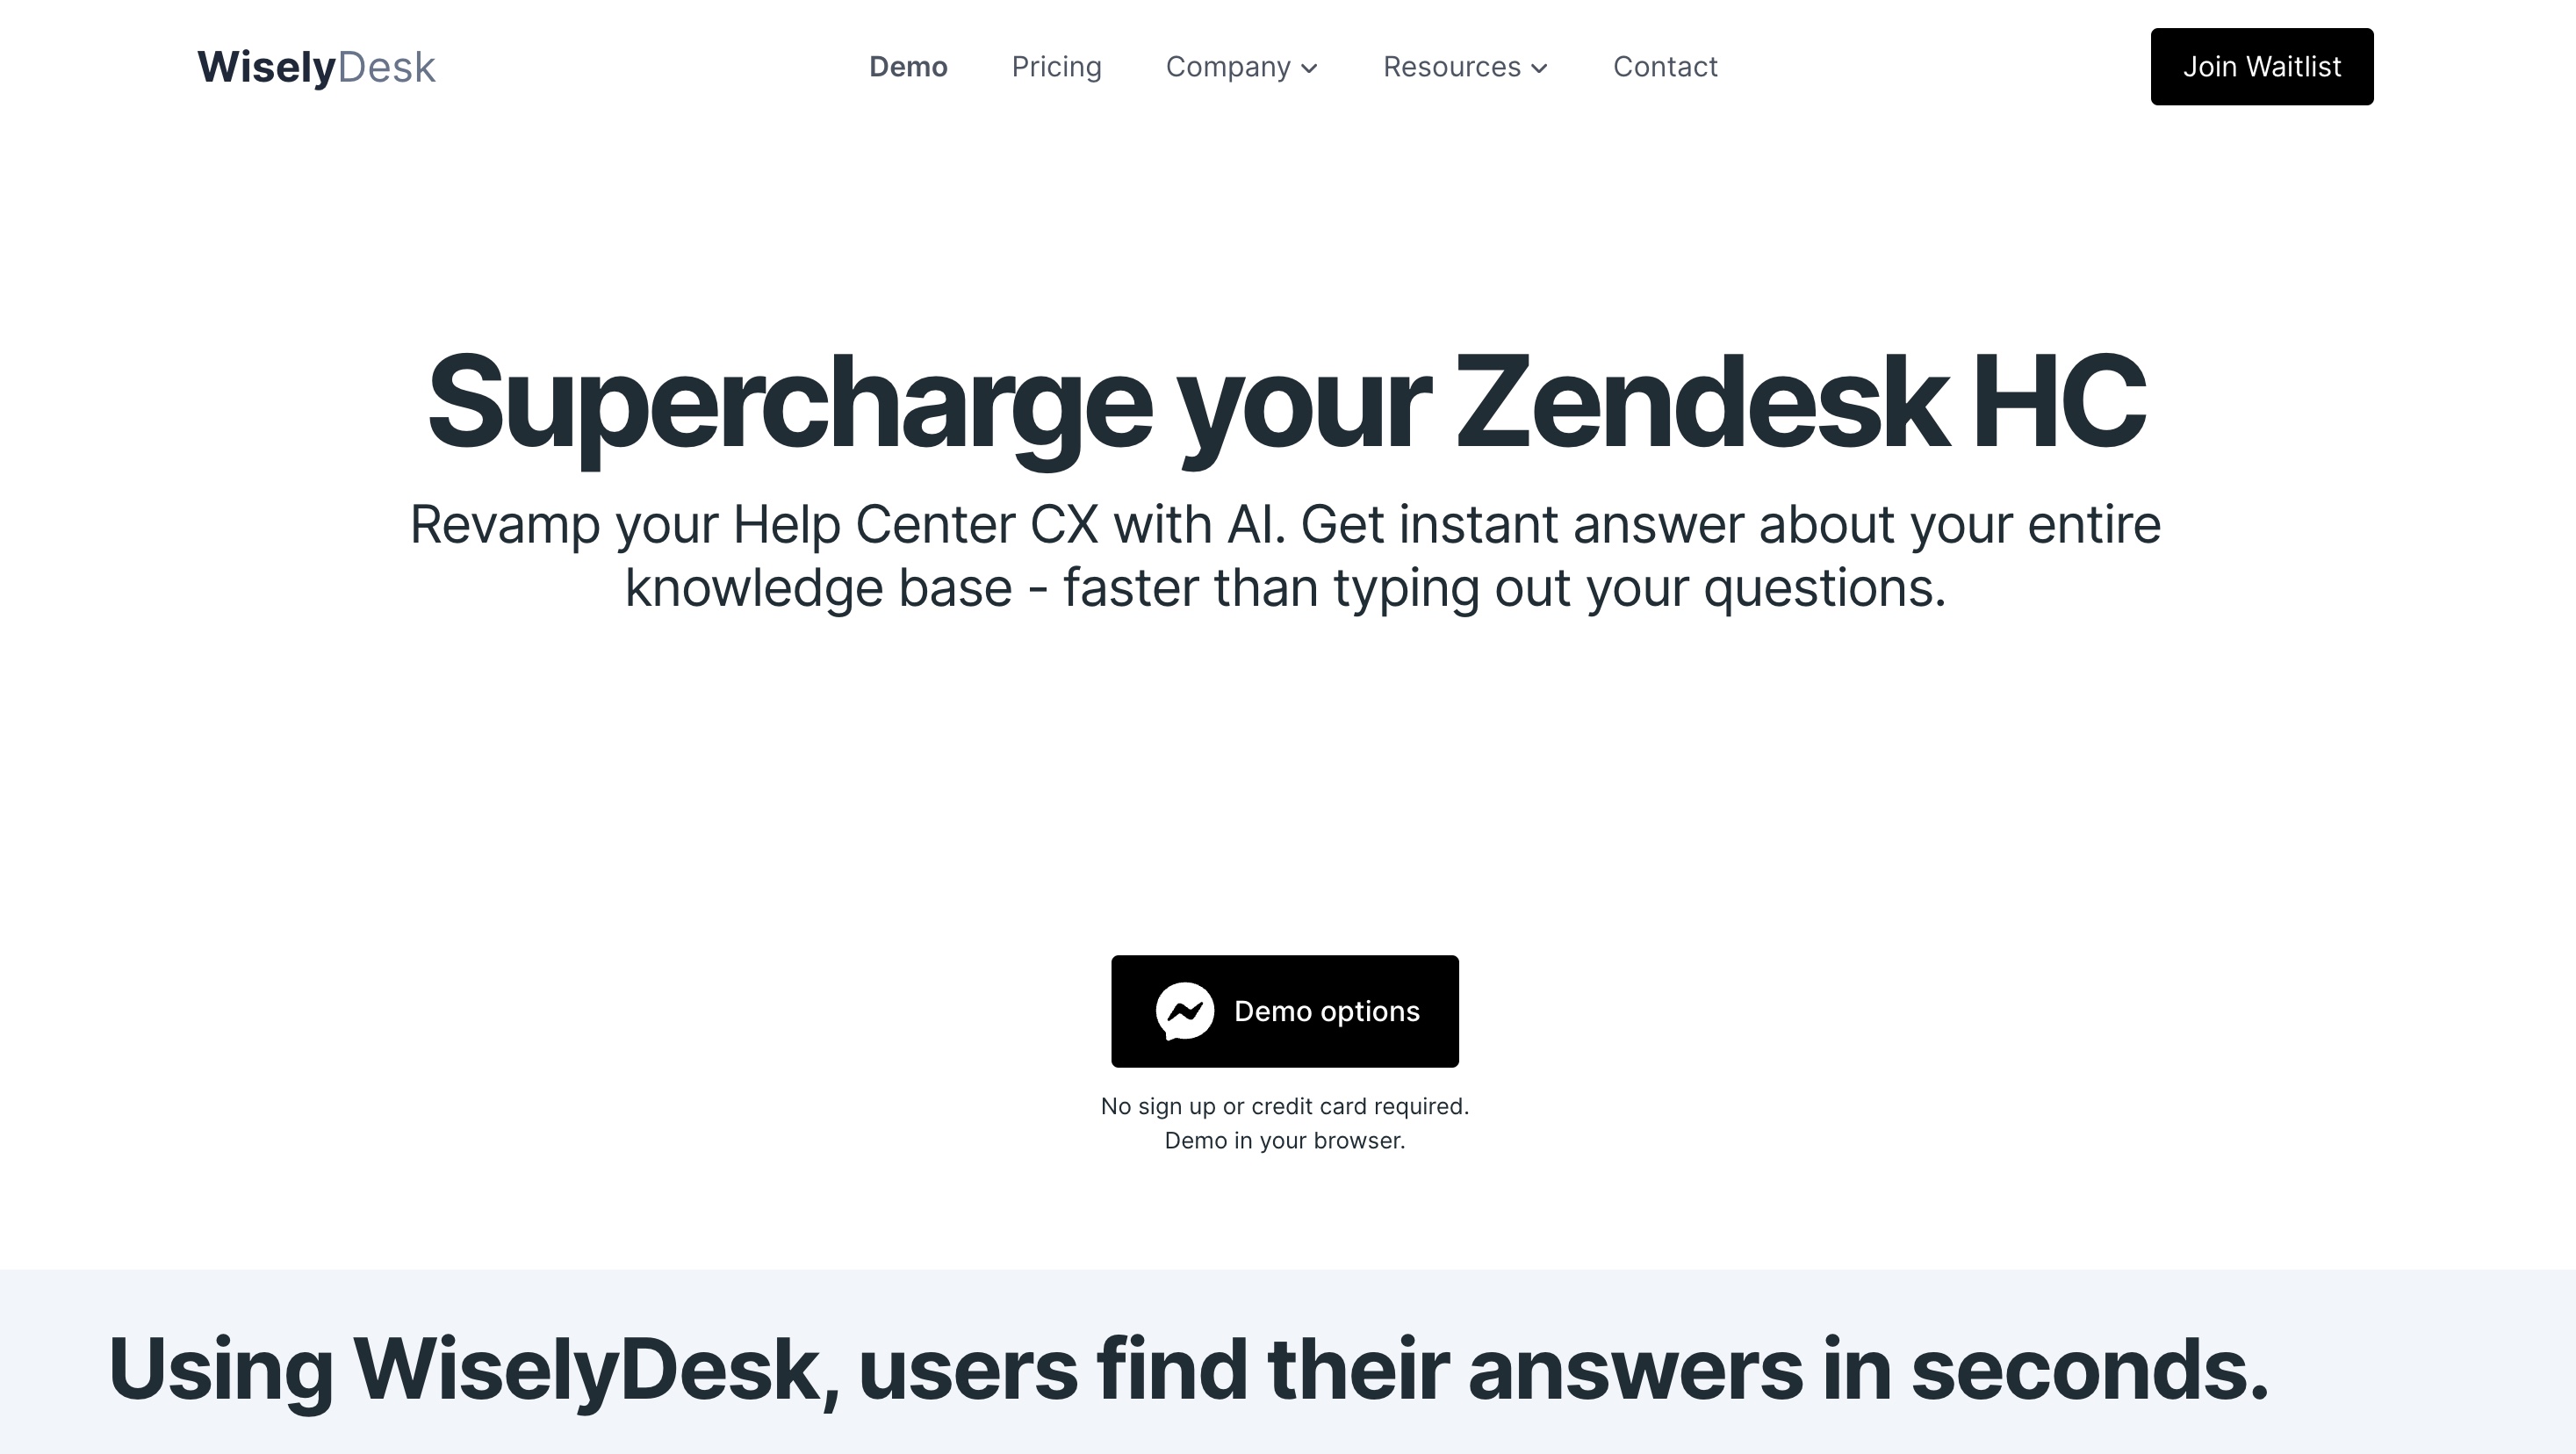 WiselyDesk
Demo
Pricing
Company
Resources
Contact
Join Waitlist
Supercharge your Zendesk HC
Revamp your Help Center CX with AI. Get instant answer about your entire
knowledge base - faster than typing out your questions.
Demo options
No sign up or credit card required.
Demo in your browser.
Using WiselyDesk, users find their answers in seconds.